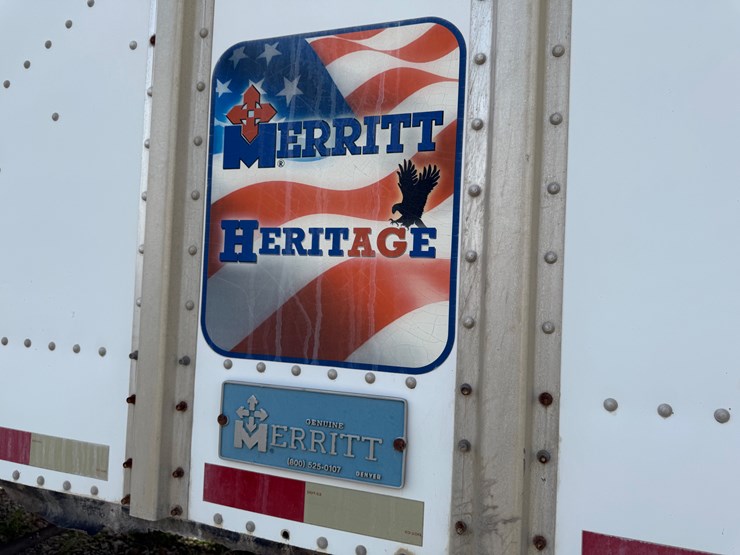 MERRITT
®
HERITAGE
GENUINE
MERRITT
(800) 525-0107
DENVER